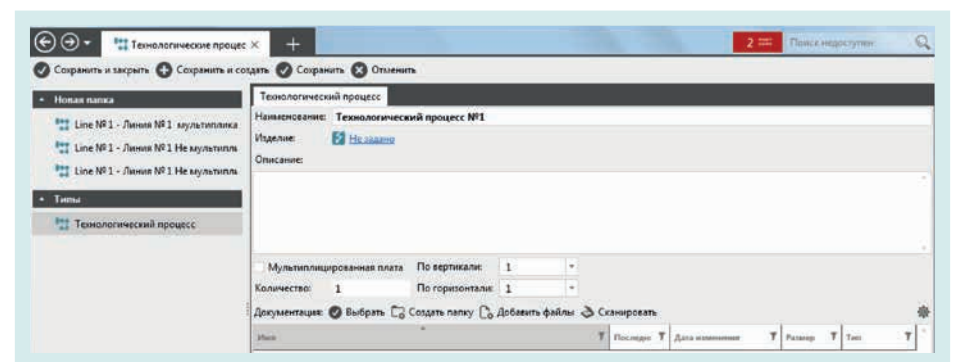 Технологические процес × +
2
Поиск недоступен
Сохранить и закрыть Сохранить и создать Сохранить Отменить
Новая папка
Line № 1 - Линия № 1 мультиплика
Line № 1 - Линия № 1 Не мультипль
Line № 1 - Линия № 1 Не мультипль
Типы
Технологический процесс
Технологический процесс
Наименование: Технологический процесс №1
Изделие: Не задано
Описание:
Мультиплицированная плата По вертикали: 1
Количество: 1 По горизонтали: 1
Документация: Выбрать Создать папку Добавить файлы Сканировать
Имя Последне Дата изменения Размер Тип